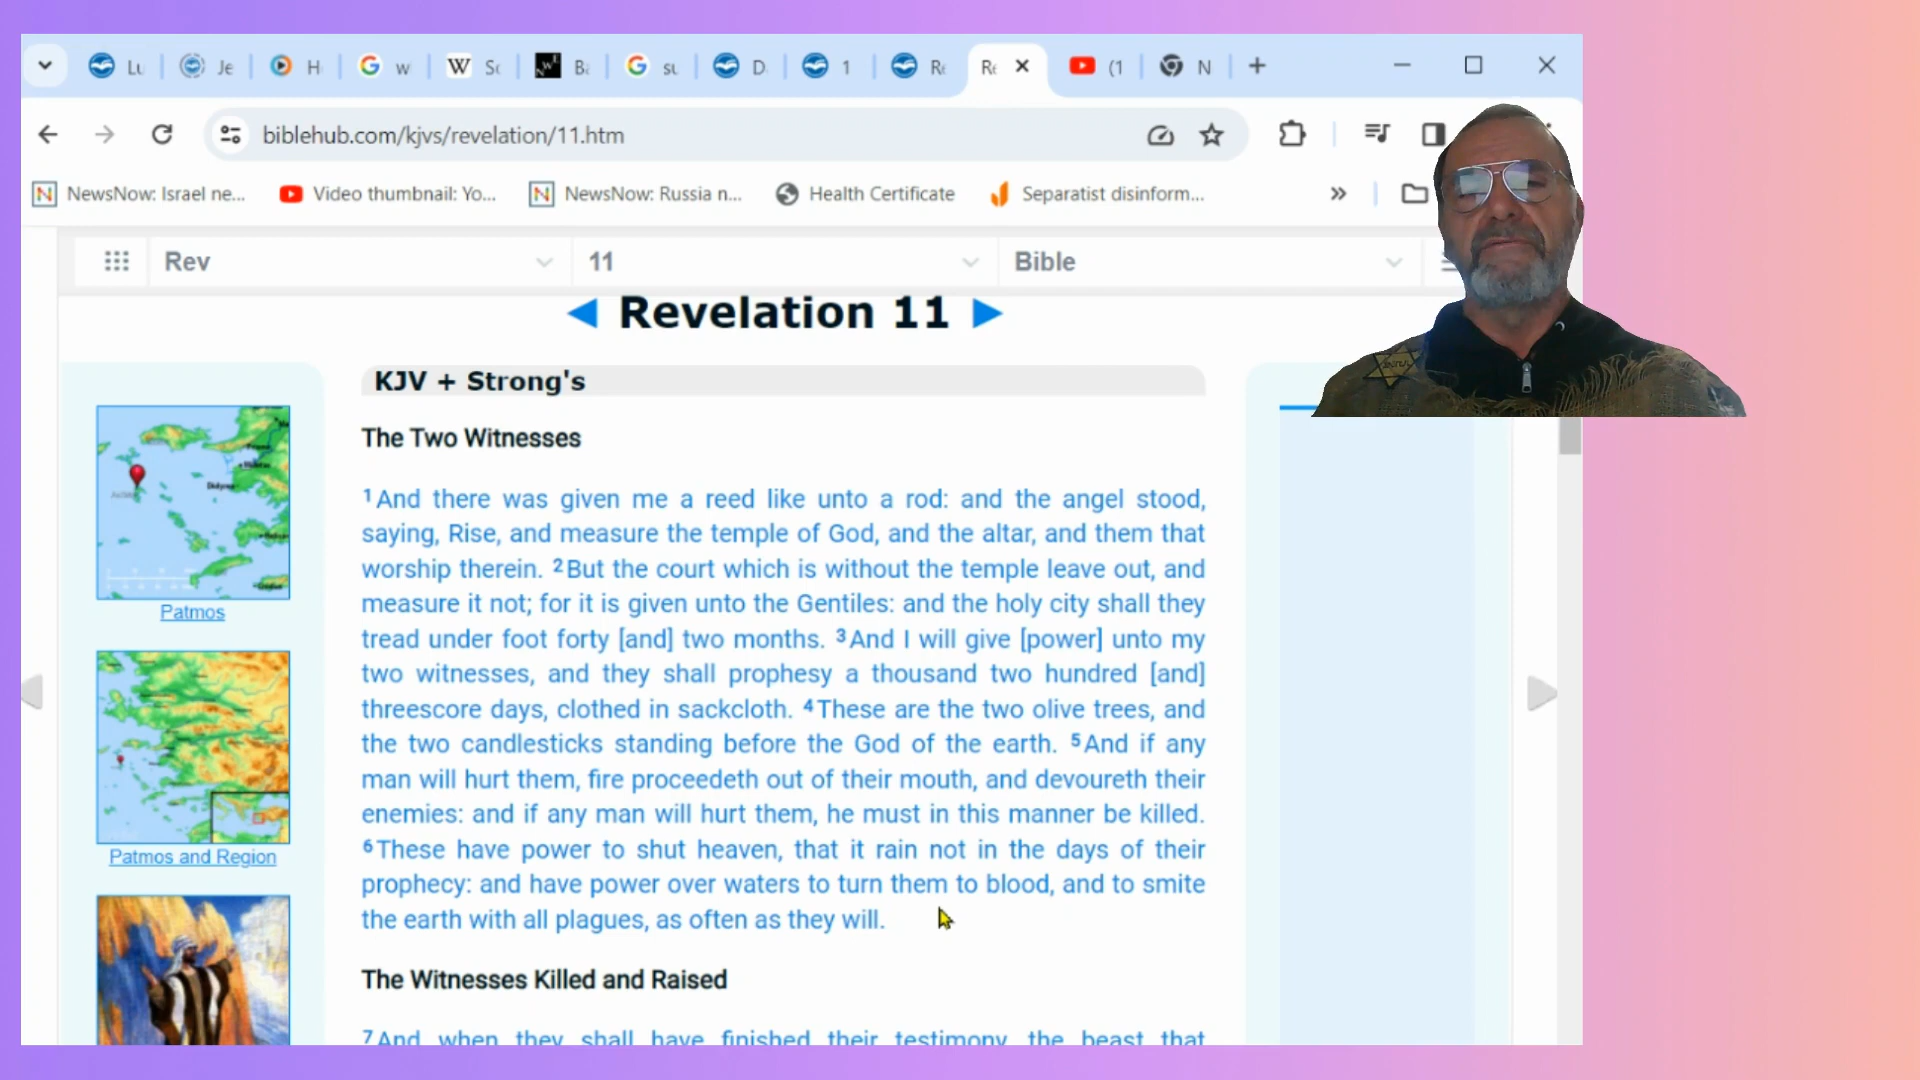 Lu
Je
H
w
Sc
Ba
su
D
1
Re
Re
(1
N
biblehub.com/kjvs/revelation/11.htm
NewsNow: Israel ne...
Video thumbnail: Yo...
NewsNow: Russia n...
Health Certificate
Separatist disinform...
Rev
11
Bible
Revelation 11
KJV + Strong's
The Two Witnesses
1And there was given me a reed like unto a rod: and the angel stood,
saying, Rise, and measure the temple of God, and the altar, and them that
worship therein. 2But the court which is without the temple leave out, and
measure it not; for it is given unto the Gentiles: and the holy city shall they
tread under foot forty [and] two months. 3And I will give [power] unto my
two witnesses, and they shall prophesy a thousand two hundred [and]
threescore days, clothed in sackcloth. 4These are the two olive trees, and
the two candlesticks standing before the God of the earth. 5And if any
man will hurt them, fire proceedeth out of their mouth, and devoureth their
enemies: and if any man will hurt them, he must in this manner be killed.
6These have power to shut heaven, that it rain not in the days of their
prophecy: and have power over waters to turn them to blood, and to smite
the earth with all plagues, as often as they will.
The Witnesses Killed and Raised
7And when they shall have finished their testimony, the beast that
Patmos
Patmos and Region